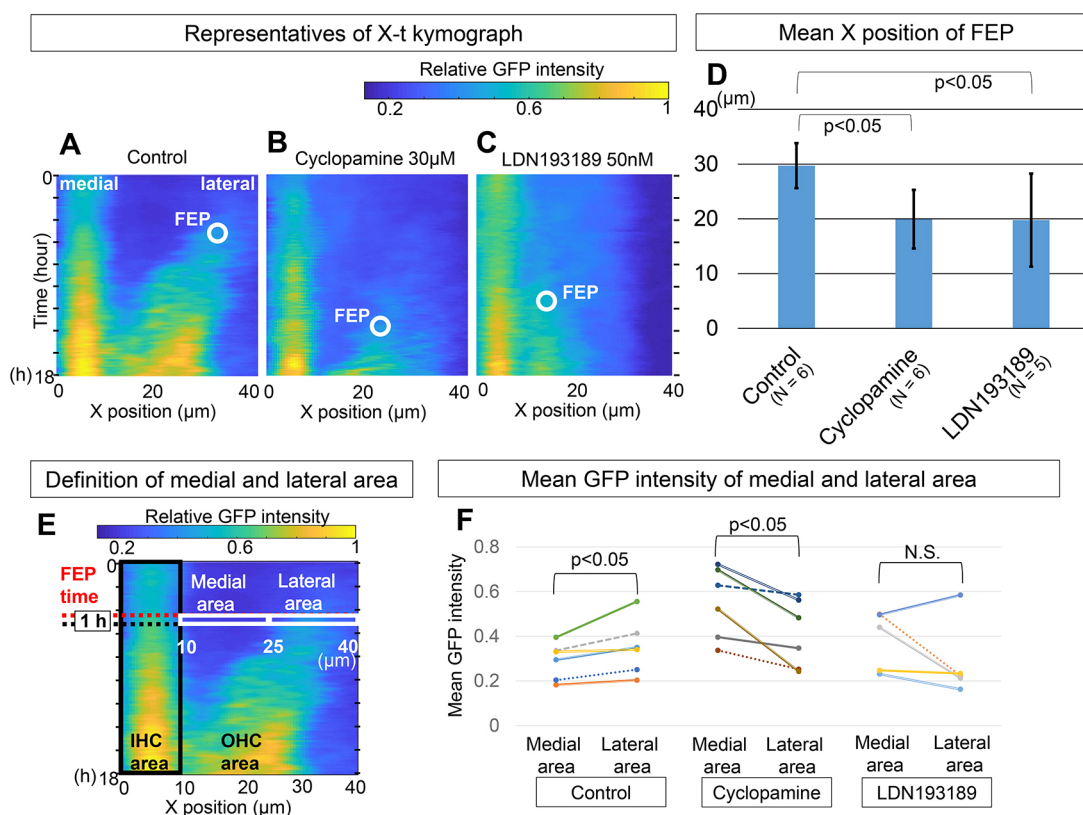 Representatives of X-t kymograph
Relative GFP intensity
0.2 0.6 1
A Control
B Cyclopamine 30μM
C LDN193189 50nM
medial lateral
FEP
FEP
FEP
Time (hour)
0
(h) 18
0 20 40
0 20 40
0 20 40
X position (μm)
X position (μm)
X position (μm)
Mean X position of FEP
D
(μm)
40
30
20
10
0
p<0.05
p<0.05
Control
(N = 6)
Cyclopamine
(N = 6)
LDN193189
(N = 5)
Definition of medial and lateral area
E
Relative GFP intensity
0.2 0.6 1
0
FEP
time
1 h
Medial
area
Lateral
area
10 25 40
(μm)
IHC
area
OHC
area
(h) 18
0 10 20 30 40
X position (μm)
Mean GFP intensity of medial and lateral area
F
Mean GFP intensity
0.8
0.6
0.4
0.2
0
p<0.05
p<0.05
N.S.
Medial
area
Lateral
area
Medial
area
Lateral
area
Medial
area
Lateral
area
Control
Cyclopamine
LDN193189